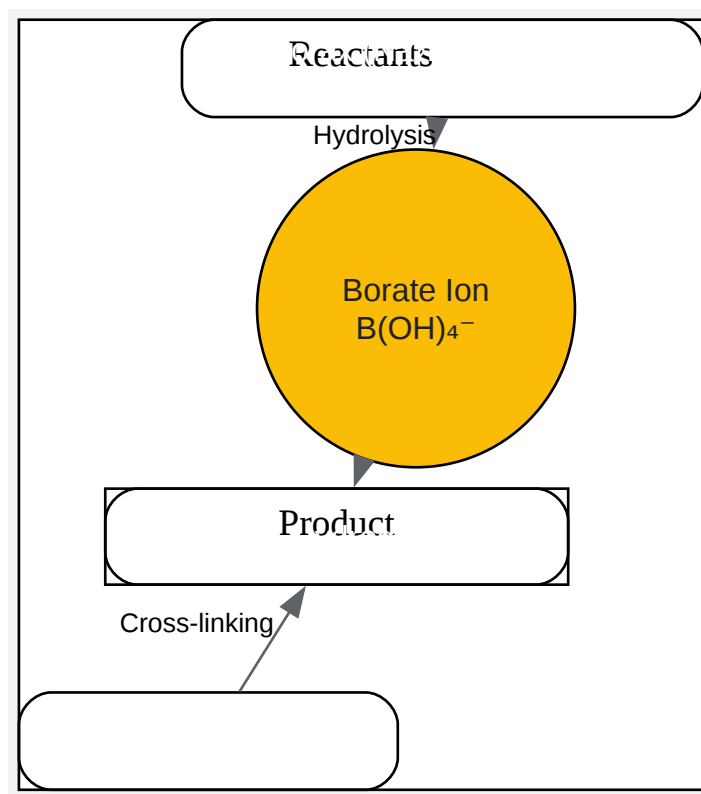 Reactants
Hydrolysis
Borate Ion
B(OH)₄⁻
Product
Cross-linking